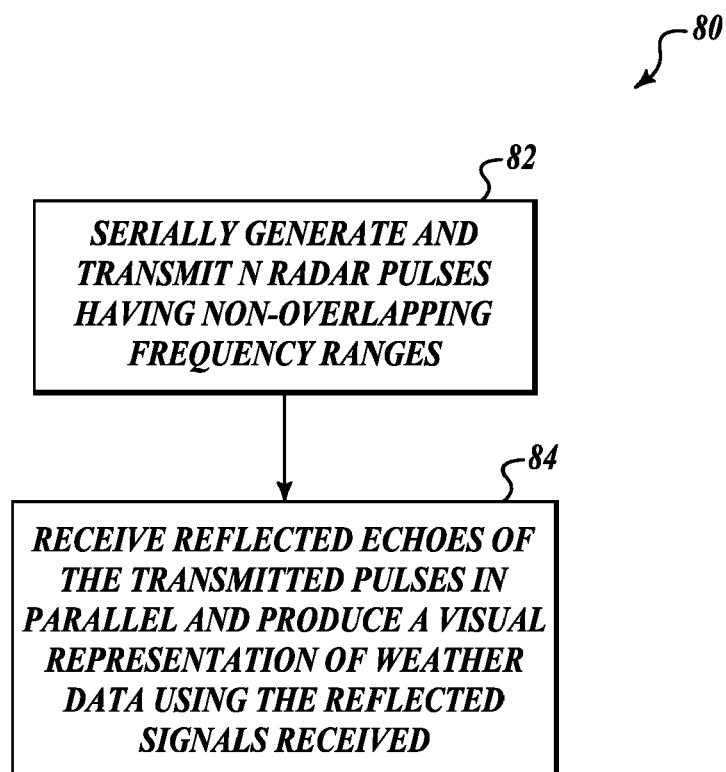 80
82
SERIALLY GENERATE AND
TRANSMIT N RADAR PULSES
HAVING NON-OVERLAPPING
FREQUENCY RANGES
84
RECEIVE REFLECTED ECHOES OF
THE TRANSMITTED PULSES IN
PARALLEL AND PRODUCE A VISUAL
REPRESENTATION OF WEATHER
DATA USING THE REFLECTED
SIGNALS RECEIVED